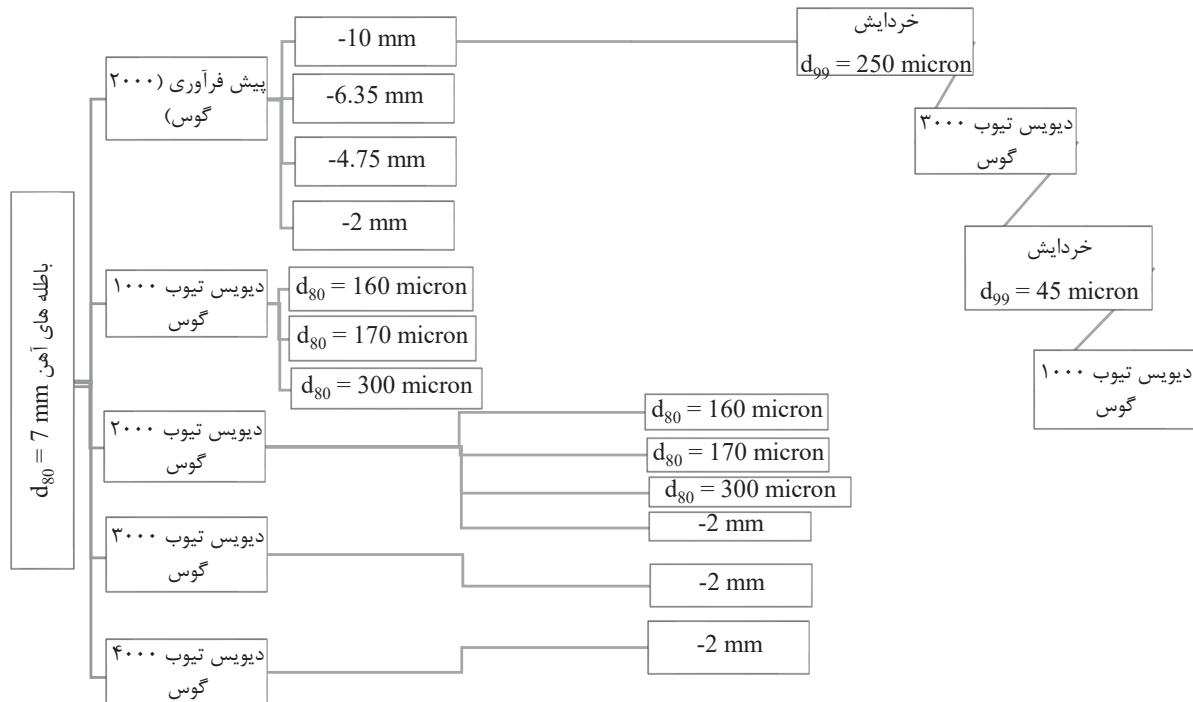 باطله های آهن d80 = 7 mm
پیش فرآوری (۲۰۰۰
گوس)
-10 mm
-6.35 mm
-4.75 mm
-2 mm
خردایش
d99 = 250 micron
دیویس تیوب ۳۰۰۰
گوس
خردایش
d99 = 45 micron
دیویس تیوب ۱۰۰۰
گوس
دیویس تیوب ۱۰۰۰
گوس
d80 = 160 micron
d80 = 170 micron
d80 = 300 micron
دیویس تیوب ۲۰۰۰
گوس
d80 = 160 micron
d80 = 170 micron
d80 = 300 micron
-2 mm
دیویس تیوب ۳۰۰۰
گوس
-2 mm
دیویس تیوب ۴۰۰۰
گوس
-2 mm